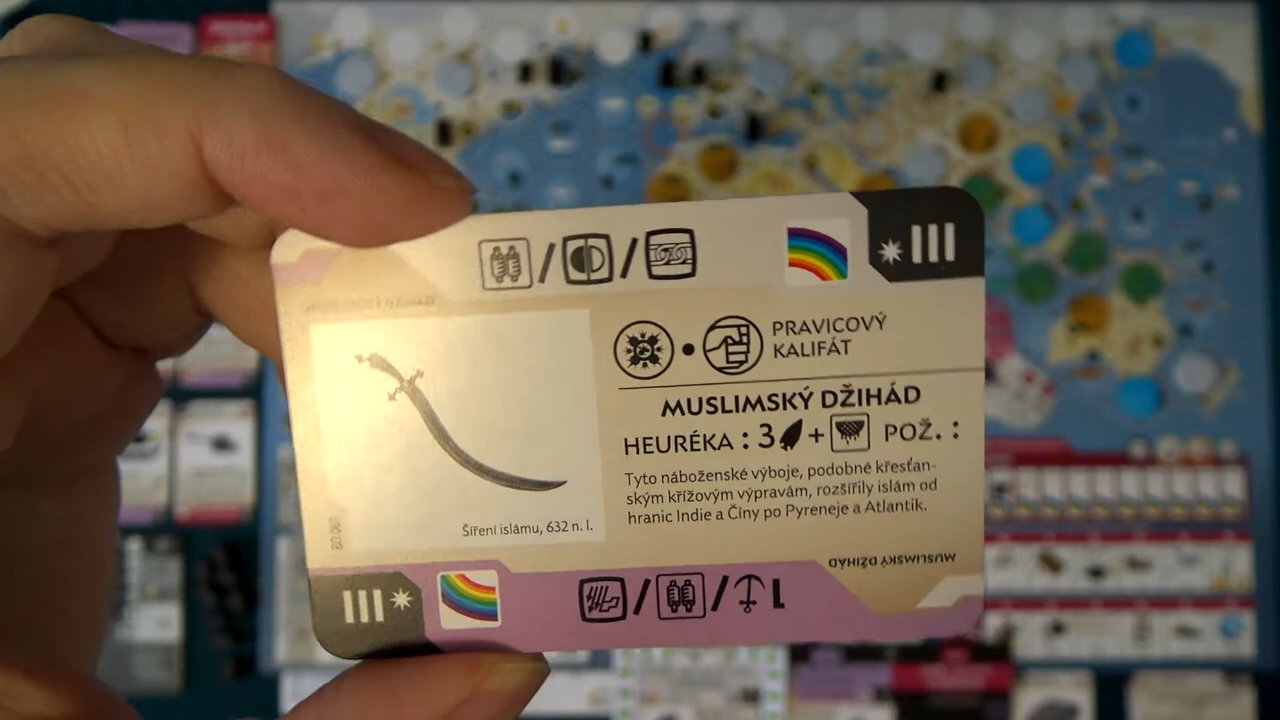 III
PRAVICOVÝ
KALIFÁT
MUSLIMSKÝ DŽIHÁD
HEURÉKA : 3 + POŽ. :
Tyto náboženské výboje, podobné křesťan-
ským křížovým výpravám, rozšířily islám od
hranic Indie a Číny po Pyreneje a Atlantik.
Šíření islámu, 632 n. l.
MUSLIMSKÝ DŽIHÁD
III
1